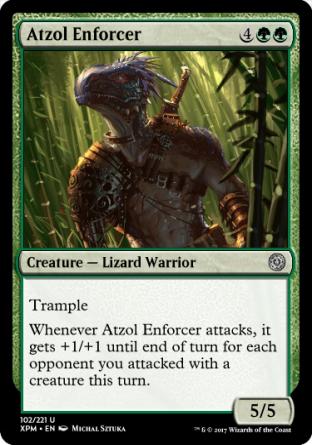 Atzol Enforcer 4
Creature — Lizard Warrior
Trample
Whenever Atzol Enforcer attacks, it
gets +1/+1 until end of turn for each
opponent you attacked with a
creature this turn.
5/5
102/221 U
XPM • EN Michal Sztuka
™ & © 2017 Wizards of the Coast